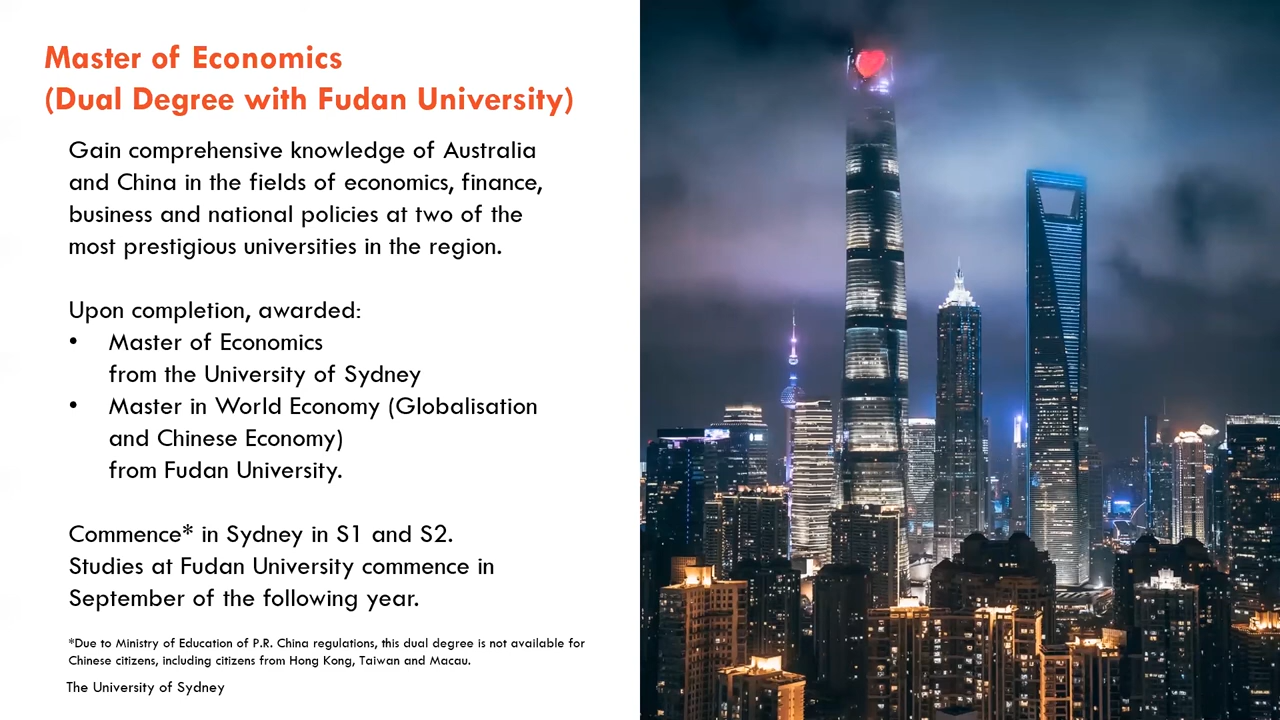 Master of Economics
(Dual Degree with Fudan University)
Gain comprehensive knowledge of Australia
and China in the fields of economics, finance,
business and national policies at two of the
most prestigious universities in the region.
Upon completion, awarded:
• Master of Economics
from the University of Sydney
• Master in World Economy (Globalisation
and Chinese Economy)
from Fudan University.
Commence* in Sydney in S1 and S2.
Studies at Fudan University commence in
September of the following year.
*Due to Ministry of Education of P.R. China regulations, this dual degree is not available for
Chinese citizens, including citizens from Hong Kong, Taiwan and Macau.
The University of Sydney